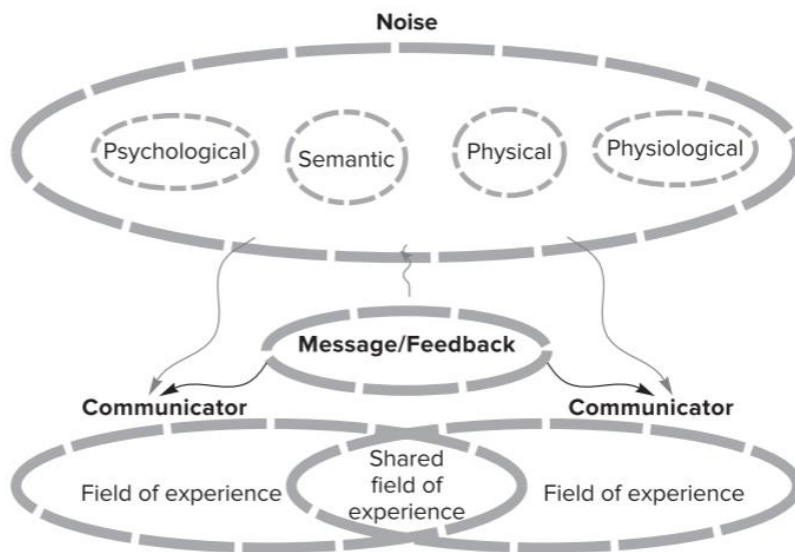 Noise
Psychological
Semantic
Physical
Physiological
Message/Feedback
Communicator
Communicator
Field of experience
Shared
field of
experience
Field of experience